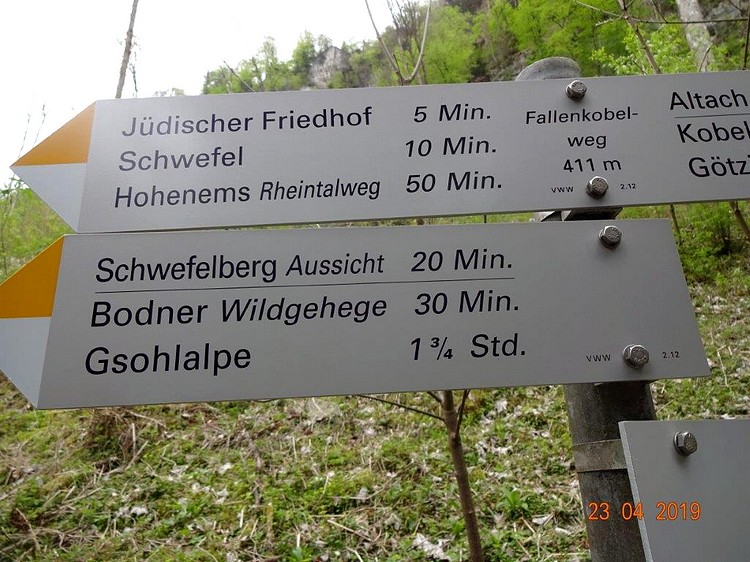 Jüdischer Friedhof 5 Min.
Schwefel 10 Min.
Hohenems Rheintalweg 50 Min.
Fallenkobel-
weg
411 m
VWW 2.12
Altach
Kobel
Götz
Schwefelberg Aussicht 20 Min.
Bodner Wildgehege 30 Min.
Gsohlalpe 1 ¾ Std.
VWW 2.12
23 04 2019